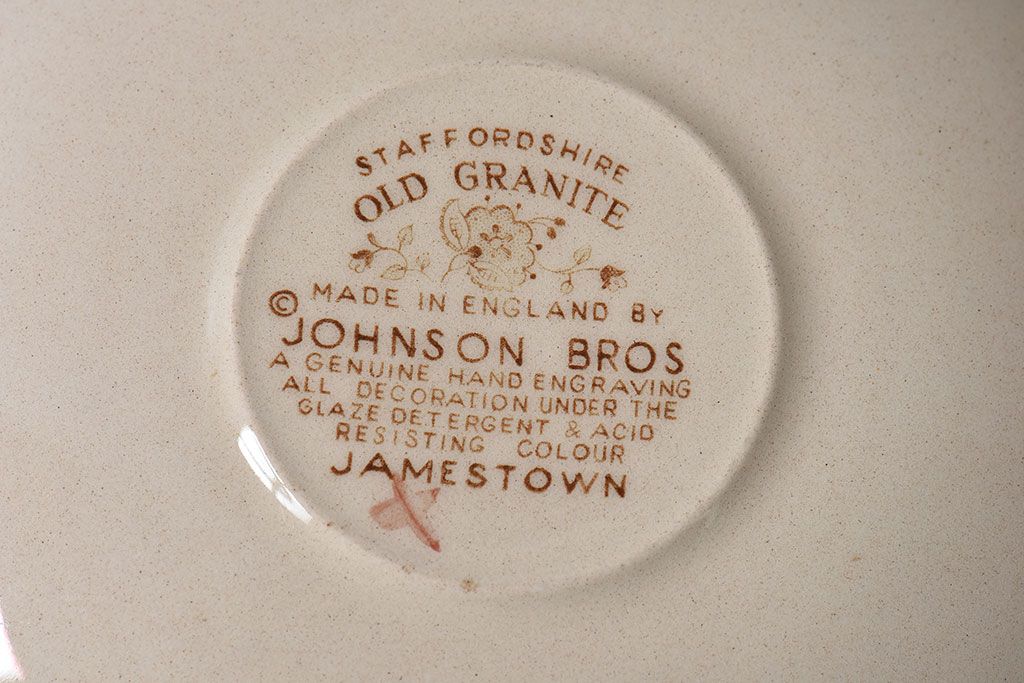 STAFFORDSHIRE
OLD GRANITE
© MADE IN ENGLAND BY
JOHNSON BROS
A GENUINE HAND ENGRAVING
ALL DECORATION UNDER THE
GLAZE DETERGENT & ACID
RESISTING COLOUR
JAMESTOWN